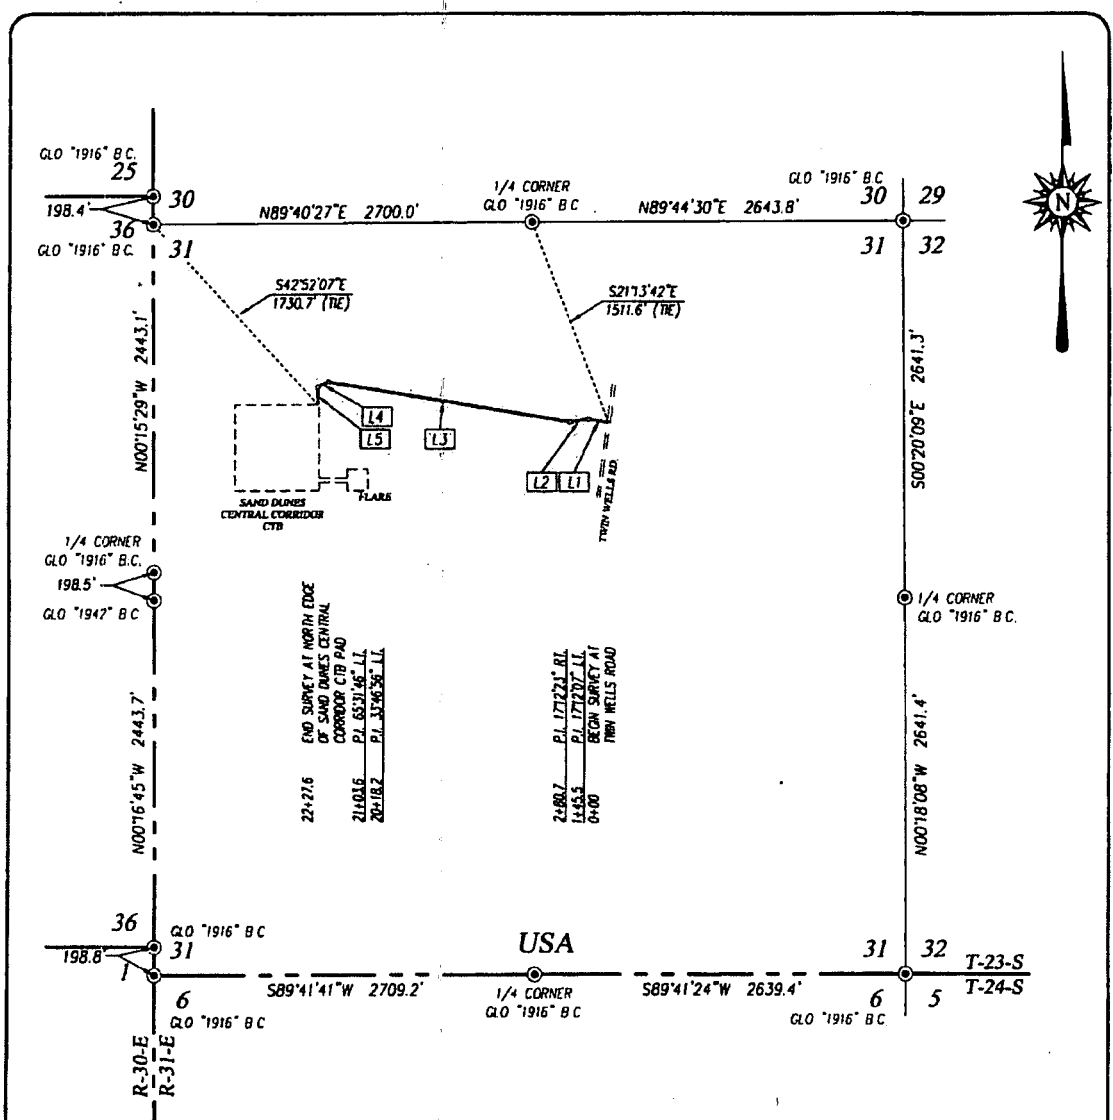 GLO "1916" B.C.
25
30
198.4'
36
GLO "1916" B.C.
31
N89°40'27"E 2700.0'
1/4 CORNER
GLO "1916" B.C.
N89°44'30"E 2643.8'
GLO "1916" B.C.
30
29
31
32
N
S42°52'07"E
1730.7' (TIE)
S21°13'42"E
1511.6' (TIE)
N00°15'29"W 2443.1'
S00°20'09"E 2641.3'
L4
L5
L3
L2
L1
TWIN WELLS RD.
FLARE
SAND DUNES
CENTRAL CORRIDOR
CTB
1/4 CORNER
GLO "1916" B.C.
198.5'
GLO "1947" B.C.
1/4 CORNER
GLO "1916" B.C.
22+27.6 END SURVEY AT NORTH EDGE
OF SAND DUNES CENTRAL
CORRIDOR CTB PAD
21+03.6 P.I. 65°31'46" LT.
20+18.2 P.I. 33°46'56" LT.
2+80.7 P.I. 17°12'23" RT.
1+45.5 P.I. 17°12'07" LT.
0+00 BEGIN SURVEY AT
TWIN WELLS ROAD
N00°16'45"W 2443.7'
N00°18'08"W 2641.4'
36
GLO "1916" B.C.
31
198.8'
1
6
GLO "1916" B.C.
S89°41'41"W 2709.2'
USA
1/4 CORNER
GLO "1916" B.C.
S89°41'24"W 2639.4'
31
32
T-23-S
T-24-S
6
5
GLO "1916" B.C.
R-30-E
R-31-E